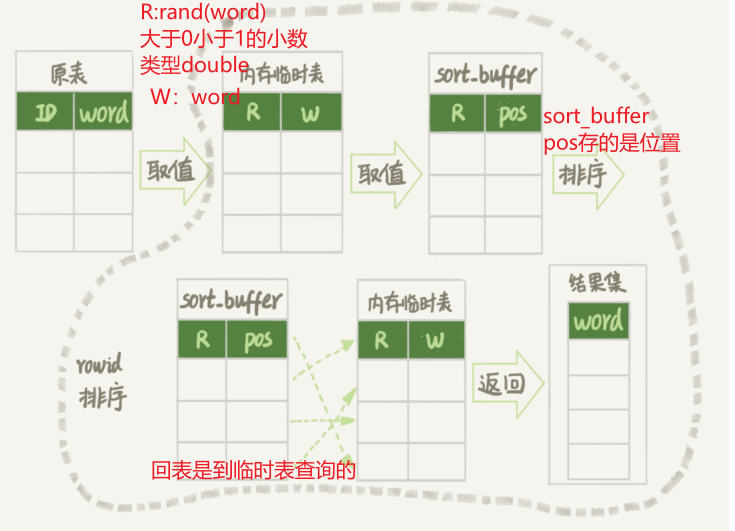 R:rand(word)
大于0小于1的小数
类型double
W：word
原表
ID word
取值
内存临时表
R W
取值
sort_buffer
R pos
sort_buffer
pos存的是位置
排序
rowid
排序
sort_buffer
R pos
回表是到临时表查询的
内存临时表
R W
返回
结果集
word